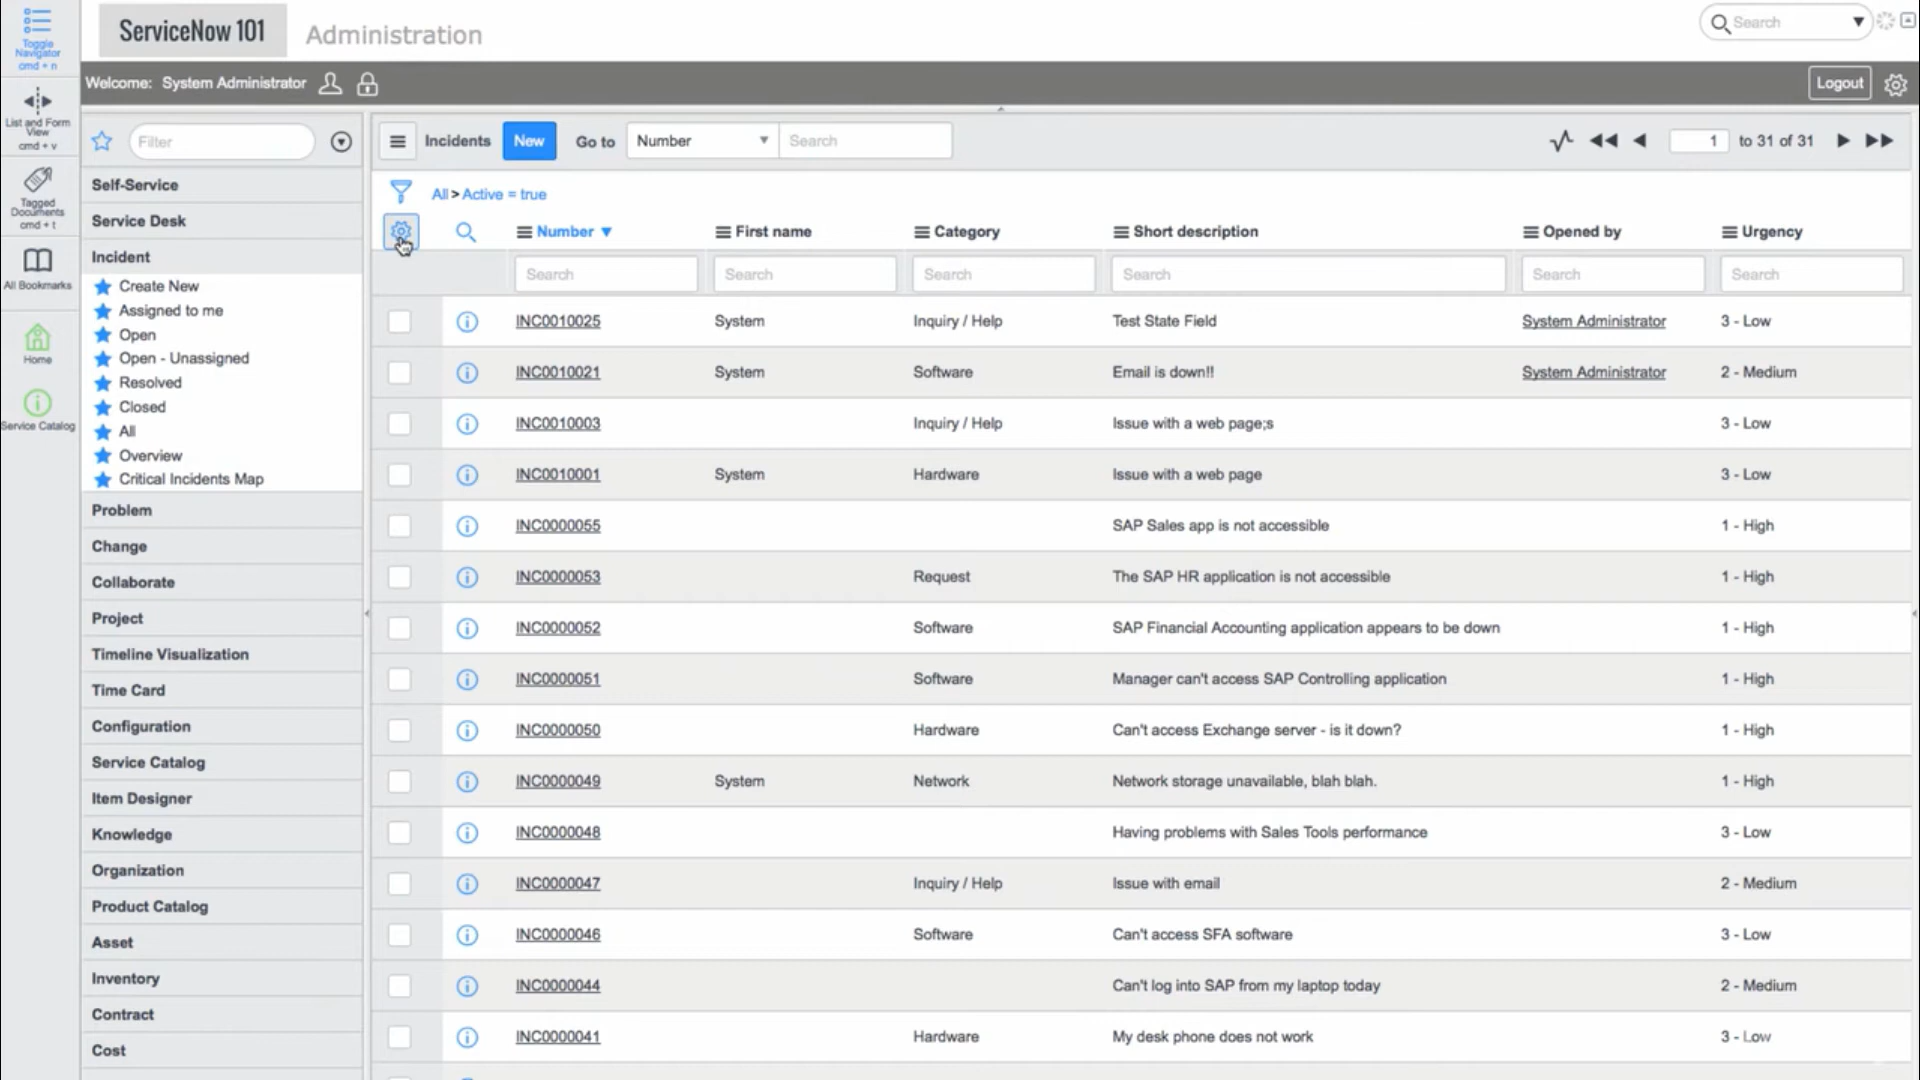 Toggle
Navigator
cmd + n
List and Form
View
cmd + v
Tagged
Documents
cmd + t
All Bookmarks
Home
Service Catalog
ServiceNow 101
Administration
Search
Welcome: System Administrator
Logout
Filter
Self-Service
Service Desk
Incident
Create New
Assigned to me
Open
Open - Unassigned
Resolved
Closed
All
Overview
Critical Incidents Map
Problem
Change
Collaborate
Project
Timeline Visualization
Time Card
Configuration
Service Catalog
Item Designer
Knowledge
Organization
Product Catalog
Asset
Inventory
Contract
Cost
Incidents New Go to Number Search 1 to 31 of 31
All > Active = true
Number First name Category Short description Opened by Urgency
Search Search Search Search Search Search
INC0010025 System Inquiry / Help Test State Field System Administrator 3 - Low
INC0010021 System Software Email is down!! System Administrator 2 - Medium
INC0010003 Inquiry / Help Issue with a web page;s 3 - Low
INC0010001 System Hardware Issue with a web page 3 - Low
INC0000055 SAP Sales app is not accessible 1 - High
INC0000053 Request The SAP HR application is not accessible 1 - High
INC0000052 Software SAP Financial Accounting application appears to be down 1 - High
INC0000051 Software Manager can't access SAP Controlling application 1 - High
INC0000050 Hardware Can't access Exchange server - is it down? 1 - High
INC0000049 System Network Network storage unavailable, blah blah. 1 - High
INC0000048 Having problems with Sales Tools performance 3 - Low
INC0000047 Inquiry / Help Issue with email 2 - Medium
INC0000046 Software Can't access SFA software 3 - Low
INC0000044 Can't log into SAP from my laptop today 2 - Medium
INC0000041 Hardware My desk phone does not work 3 - Low